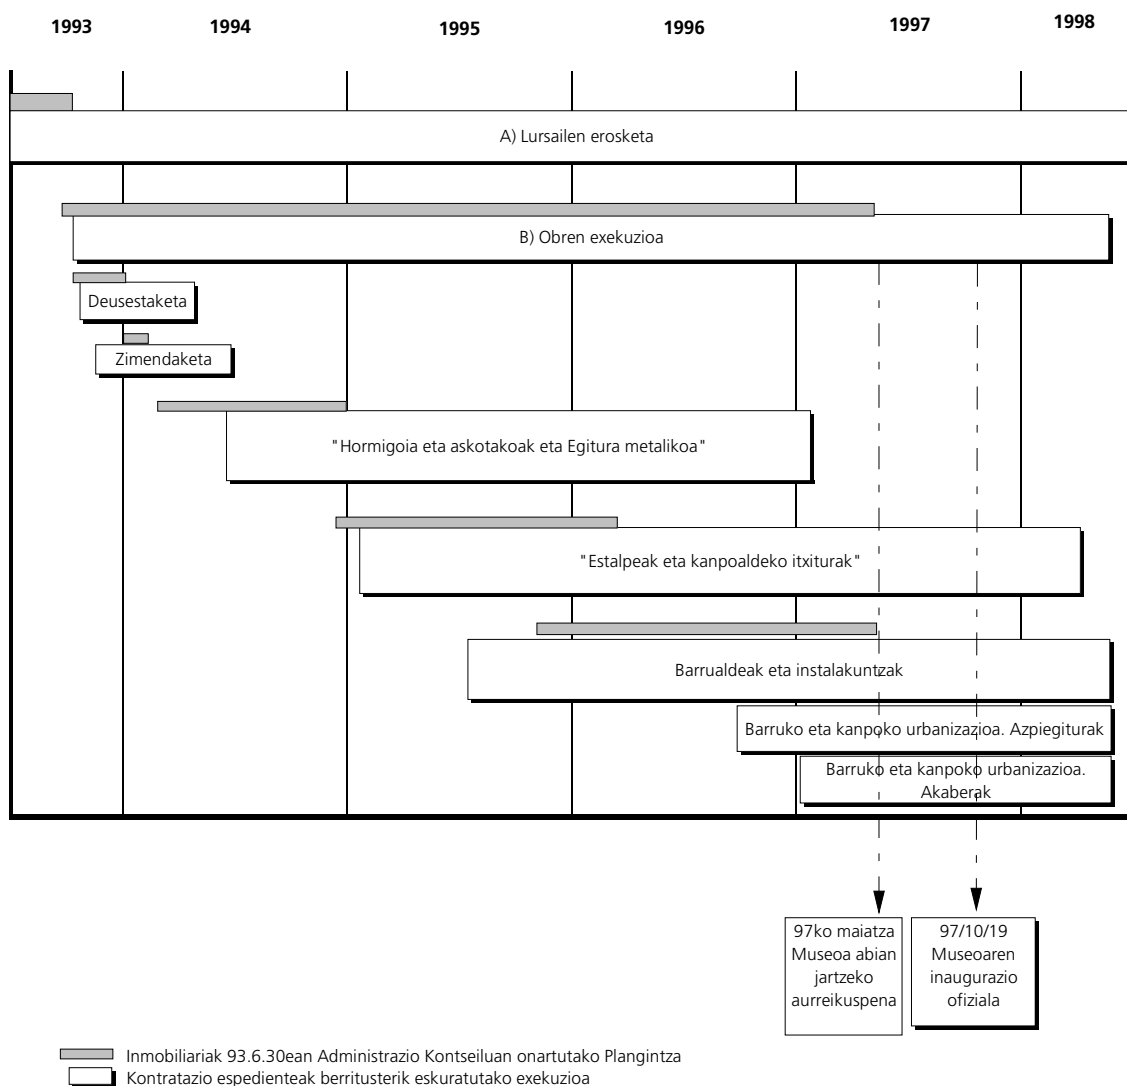 1993 1994 1995 1996 1997 1998
A) Lursailen erosketa
B) Obren exekuzioa
Deusestaketa
Zimendaketa
"Hormigoia eta askotakoak eta Egitura metalikoa"
"Estalpeak eta kanpoaldeko itxiturak"
Barrualdeak eta instalakuntzak
Barruko eta kanpoko urbanizazioa. Azpiegiturak
Barruko eta kanpoko urbanizazioa.
Akaberak
97ko maiatza
Museoa abian
jartzeko
aurreikuspena
97/10/19
Museoaren
inaugurazio
ofiziala
Inmobiliariak 93.6.30ean Administrazio Kontseiluan onartutako Plangintza
Kontratazio espedienteak berritusterik eskuratutako exekuzioa